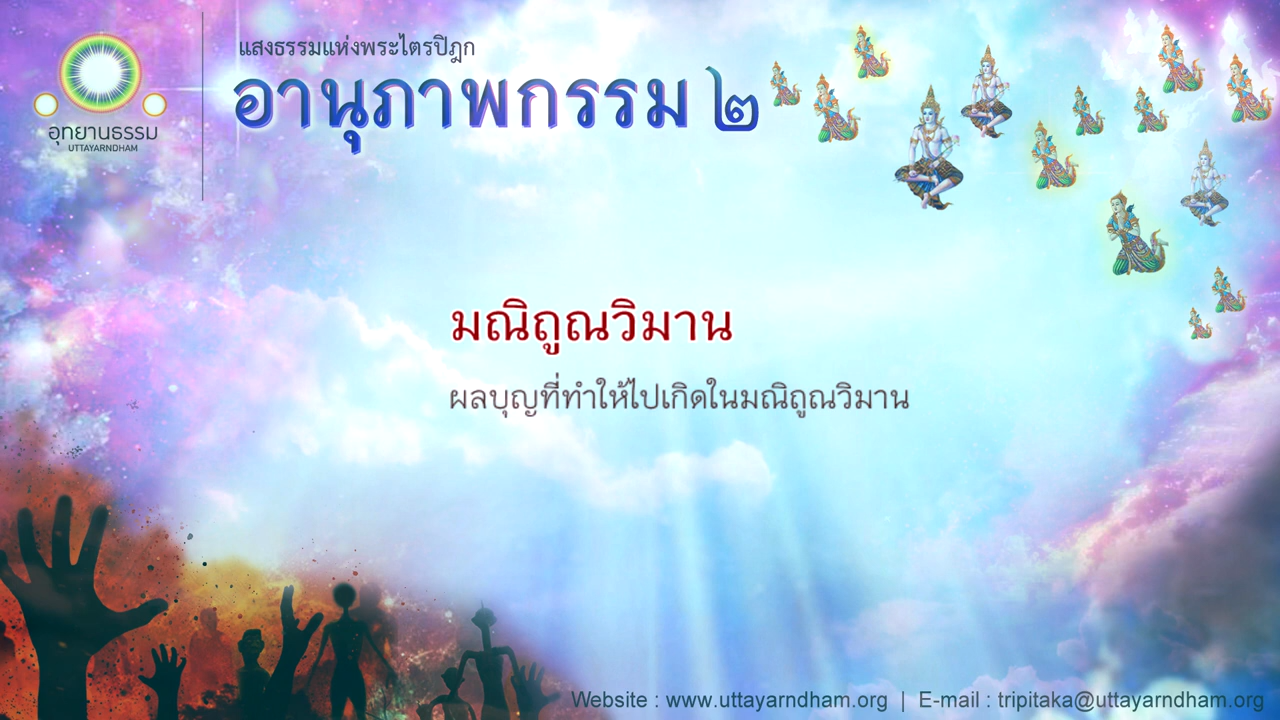 แสงธรรมแห่งพระไตรปิฎก
อานุภาพกรรม ๒
อุทยานธรรม
UTTAYARNDHAM
มณิถูณวิมาน
ผลบุญที่ทำให้ไปเกิดในมณิถูณวิมาน
Website : www.uttayarndham.org | E-mail : tripitaka@uttayarndham.org